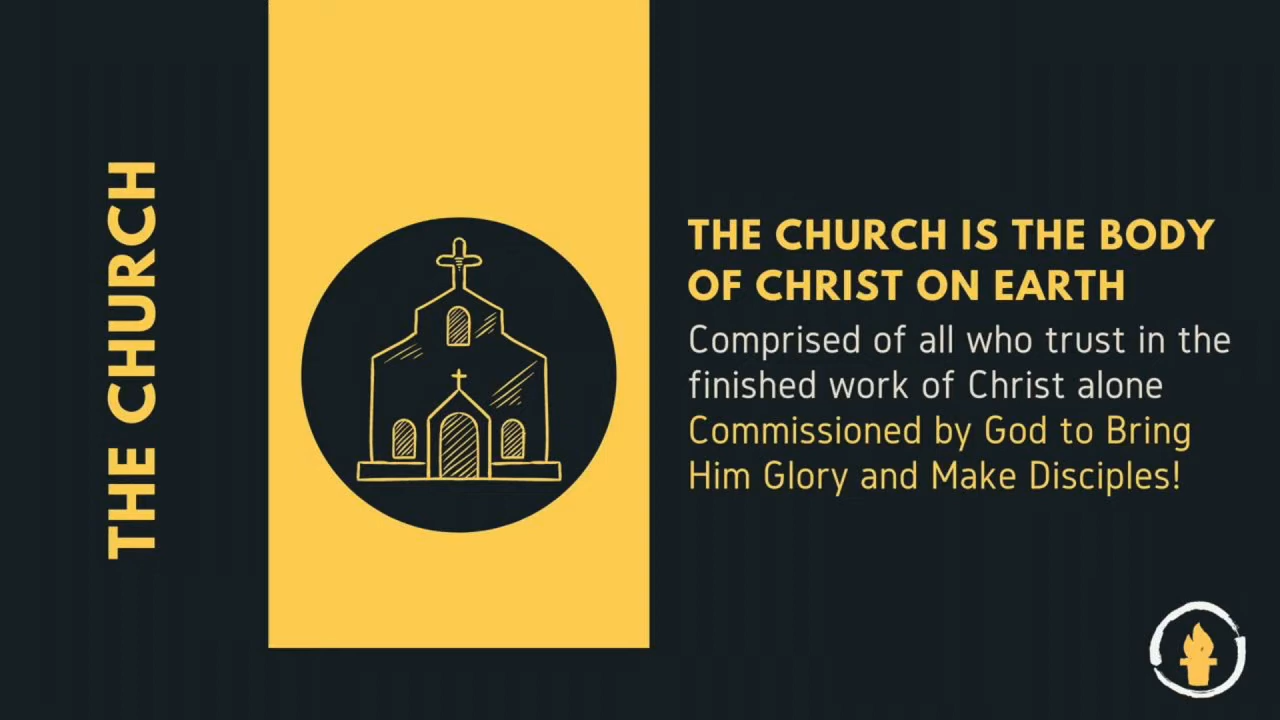 THE CHURCH
THE CHURCH IS THE BODY
OF CHRIST ON EARTH
Comprised of all who trust in the
finished work of Christ alone
Commissioned by God to Bring
Him Glory and Make Disciples!